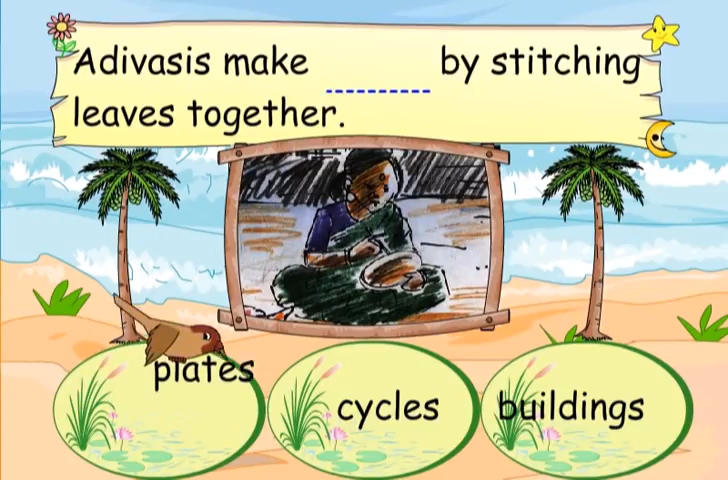 Adivasis make ---------- by stitching
leaves together.
plates
cycles
buildings